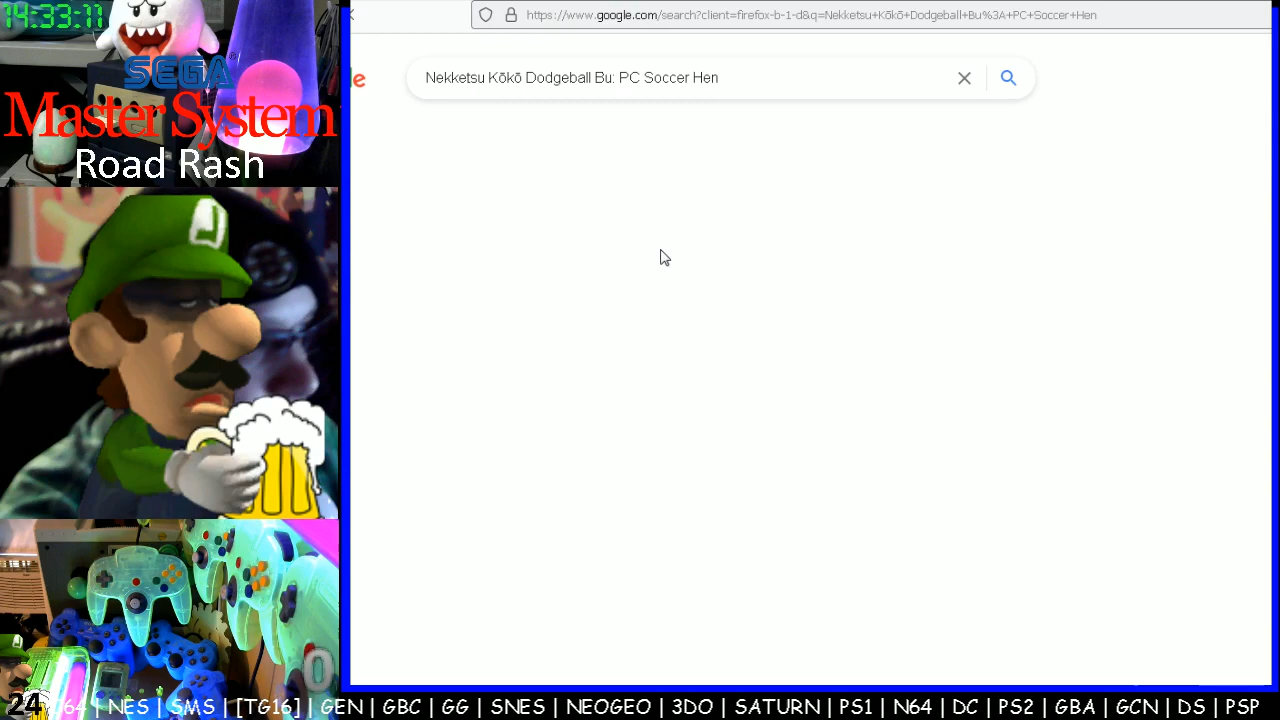 14:33:11
SEGA
Master System
Road Rash
https://www.google.com/search?client=firefox-b-1-d&q=Nekketsu+Kōkō+Dodgeball+Bu%3A+PC+Soccer+Hen
e
Nekketsu Kōkō Dodgeball Bu: PC Soccer Hen
0
24
64 | NES | SMS | [TG16] | GEN | GBC | GG | SNES | NEOGEO | 3DO | SATURN | PS1 | N64 | DC | PS2 | GBA | GCN | DS | PSP